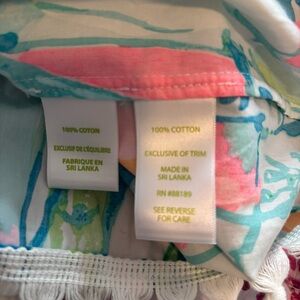 100% COTTON
EXCLUSIF DE L'ÉQUILIBRE
FABRIQUE EN
SRI LANKA
100% COTTON
EXCLUSIVE OF TRIM
MADE IN
SRI LANKA
RN #88189
SEE REVERSE
FOR CARE